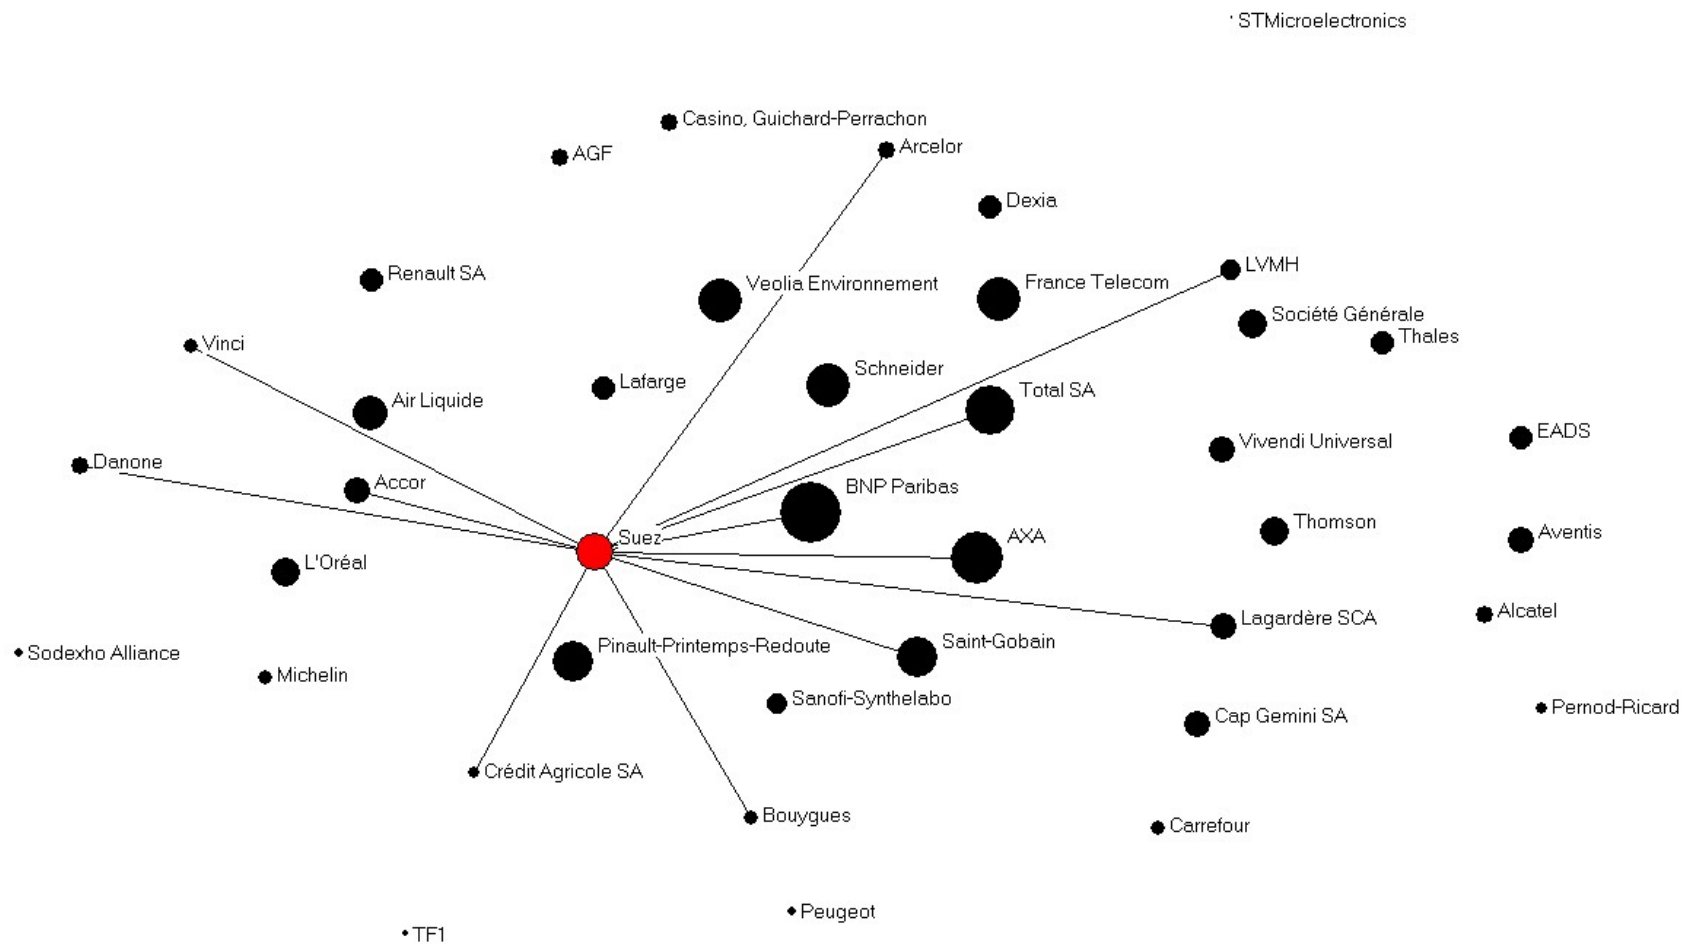 STMicroelectronics
Casino, Guichard-Perrachon
Arcelor
AGF
Dexia
LVMH
Renault SA
Veolia Environnement
France Telecom
Société Générale
Thales
Vinci
Lafarge
Schneider
Total SA
Air Liquide
EADS
Vivendi Universal
Danone
Accor
BNP Paribas
Thomson
Suez
AXA
Aventis
L'Oréal
Alcatel
Lagardère SCA
Saint-Gobain
Pinault-Printemps-Redoute
Sodexho Alliance
Michelin
Sanofi-Synthelabo
Pernod-Ricard
Cap Gemini SA
Crédit Agricole SA
Bouygues
Carrefour
Peugeot
TF1